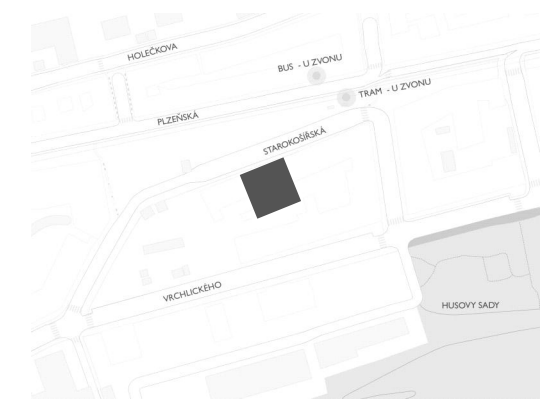 HOLEČKOVA
BUS - U ZVONU
TRAM - U ZVONU
PLZEŇSKÁ
STAROKOŠÍŘSKÁ
VRCHLICKÉHO
HUSOVY SADY